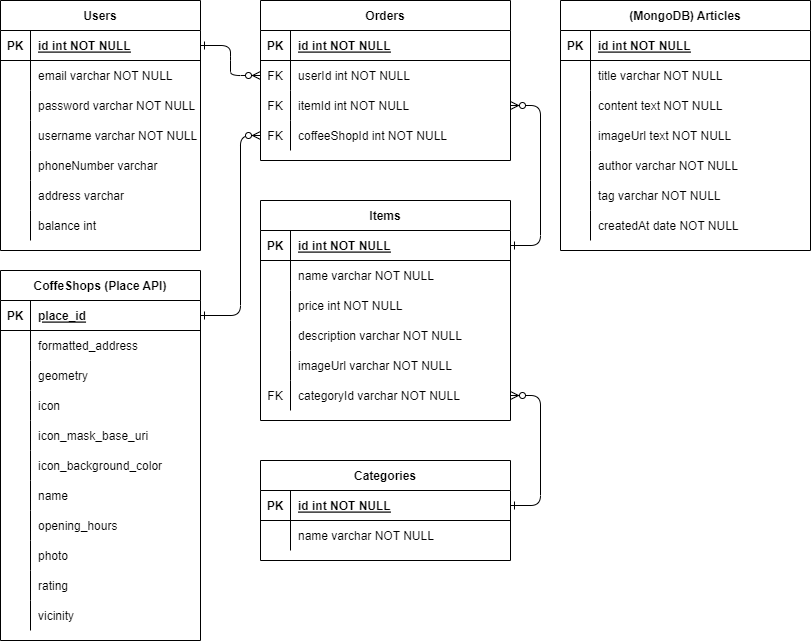 Users
PK id int NOT NULL
email varchar NOT NULL
password varchar NOT NULL
username varchar NOT NULL
phoneNumber varchar
address varchar
balance int
Orders
PK id int NOT NULL
FK userId int NOT NULL
FK itemId int NOT NULL
FK coffeeShopId int NOT NULL
(MongoDB) Articles
PK id int NOT NULL
title varchar NOT NULL
content text NOT NULL
imageUrl text NOT NULL
author varchar NOT NULL
tag varchar NOT NULL
createdAt date NOT NULL
Items
PK id int NOT NULL
name varchar NOT NULL
price int NOT NULL
description varchar NOT NULL
imageUrl varchar NOT NULL
FK categoryId varchar NOT NULL
CoffeShops (Place API)
PK place_id
formatted_address
geometry
icon
icon_mask_base_uri
icon_background_color
name
opening_hours
photo
rating
vicinity
Categories
PK id int NOT NULL
name varchar NOT NULL